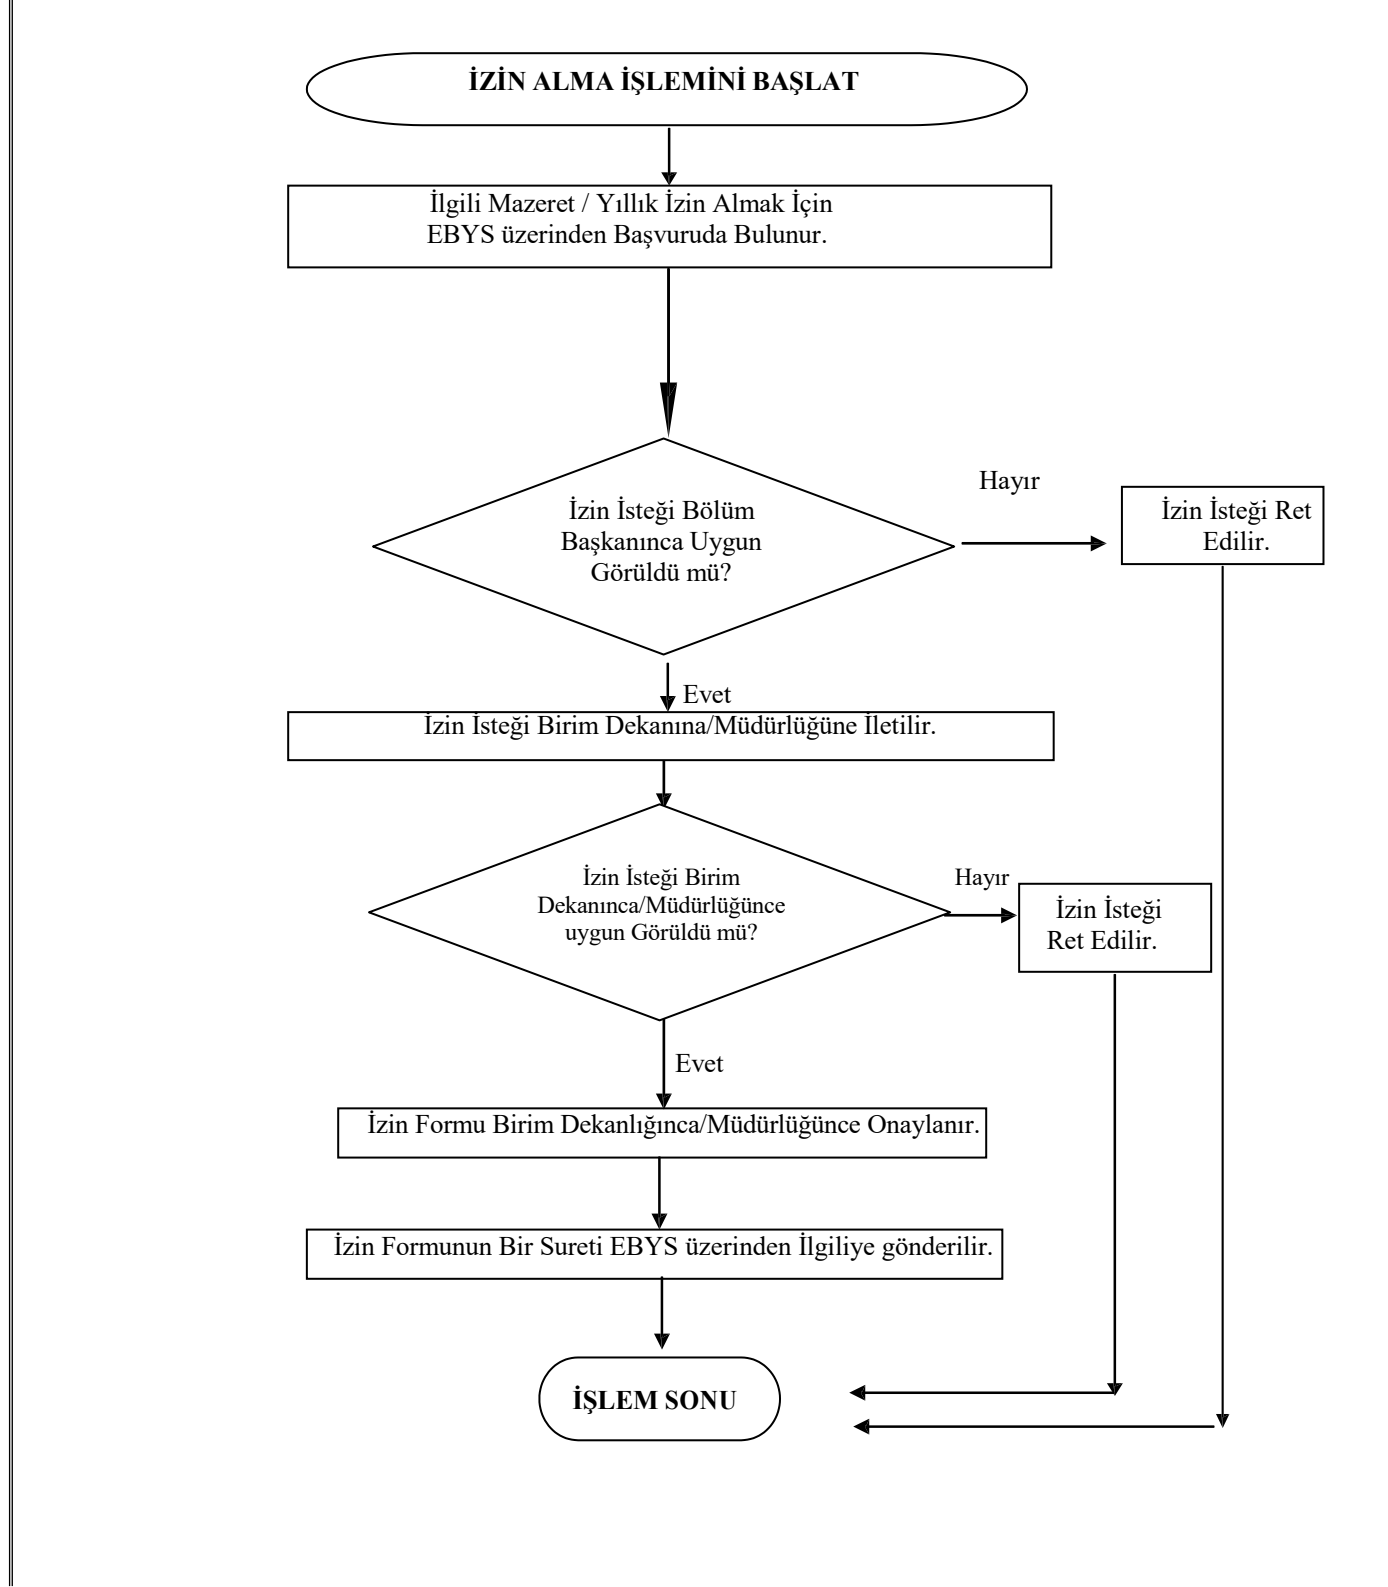 İZİN ALMA İŞLEMİNİ BAŞLAT
İlgili Mazeret / Yıllık İzin Almak İçin
EBYS üzerinden Başvuruda Bulunur.
İzin İsteği Bölüm
Başkanınca Uygun
Görüldü mü?
Hayır
İzin İsteği Ret
Edilir.
Evet
İzin İsteği Birim Dekanına/Müdürlüğüne İletilir.
İzin İsteği Birim
Dekanınca/Müdürlüğünce
uygun Görüldü mü?
Hayır
İzin İsteği
Ret Edilir.
Evet
İzin Formu Birim Dekanlığınca/Müdürlüğünce Onaylanır.
İzin Formunun Bir Sureti EBYS üzerinden İlgiliye gönderilir.
İŞLEM SONU